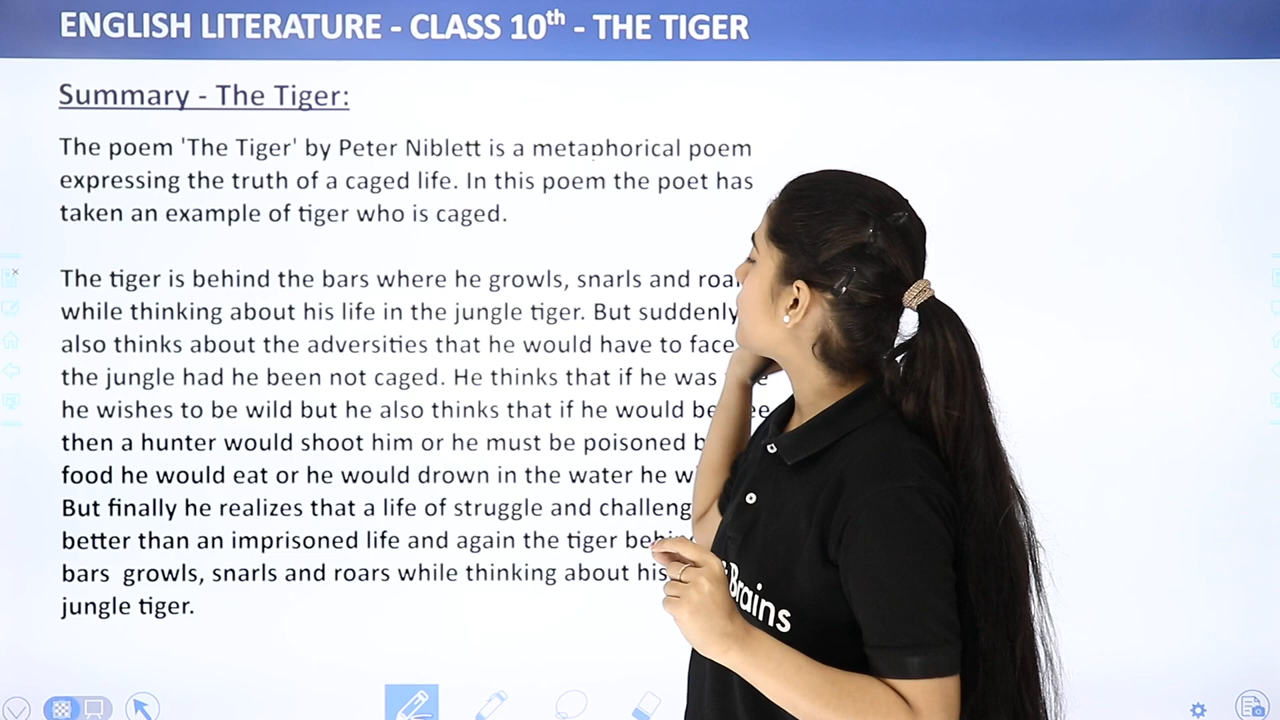 ENGLISH LITERATURE - CLASS 10th - THE TIGER
Summary - The Tiger:
The poem 'The Tiger' by Peter Niblett is a metaphorical poem
expressing the truth of a caged life. In this poem the poet has
taken an example of tiger who is caged.
The tiger is behind the bars where he growls, snarls and
while thinking about his life in the jungle tiger. But suddenly
also thinks about the adversities that he would have to face
the jungle had he been not caged. He thinks that if he was
he wishes to be wild but he also thinks that if he would be
then a hunter would shoot him or he must be poisoned
food he would eat or he would drown in the water he
But finally he realizes that a life of struggle and
better than an imprisoned life and again the tiger
bars growls, snarls and roars while thinking about his
jungle tiger.
Brains